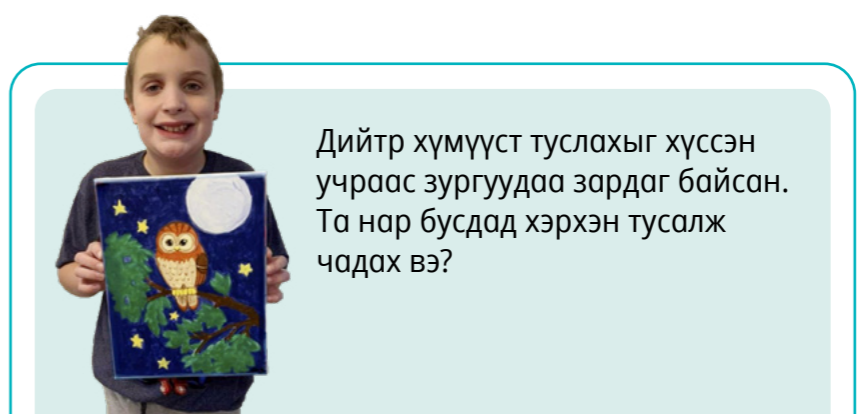 Дийтр хүмүүст туслахыг хүссэн
учраас зургуудаа зардаг байсан.
Та нар бусдад хэрхэн тусалж
чадах вэ?